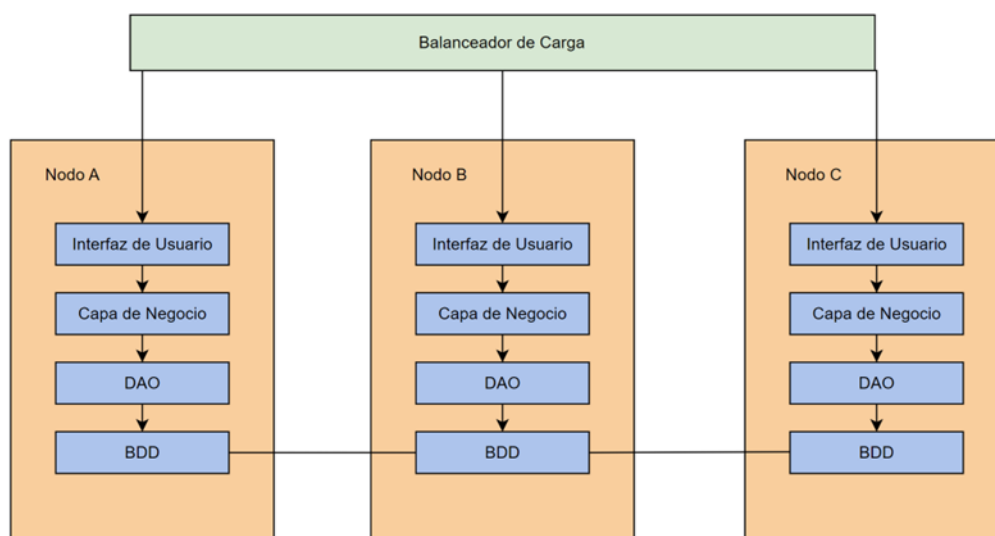 Balanceador de Carga
Nodo A
Nodo B
Nodo C
Interfaz de Usuario
Interfaz de Usuario
Interfaz de Usuario
Capa de Negocio
Capa de Negocio
Capa de Negocio
DAO
DAO
DAO
BDD
BDD
BDD